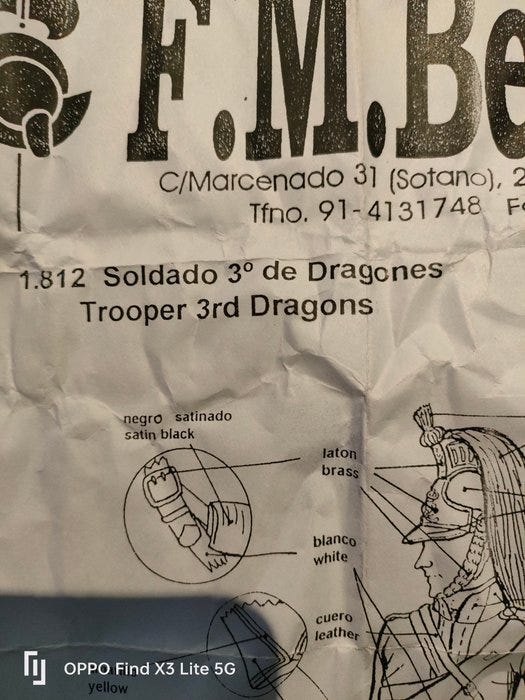 F.M.Be
C/Marcenado 31 (Sotano), 2
Tfno. 91-4131748 Fa
1.812 Soldado 3º de Dragones
Trooper 3rd Dragons
negro satinado
satin black
laton
brass
blanco
white
cuero
leather
yellow
OPPO Find X3 Lite 5G